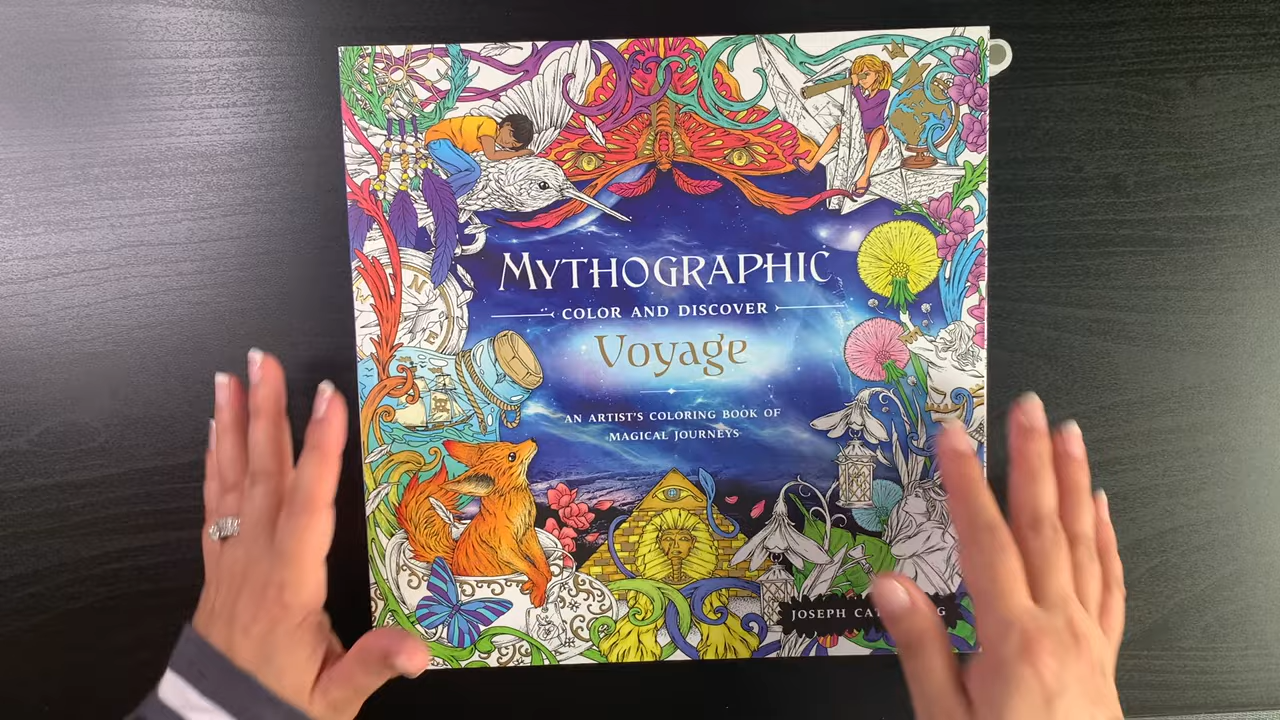 MYTHOGRAPHIC
COLOR AND DISCOVER
Voyage
AN ARTIST'S COLORING BOOK OF
MAGICAL JOURNEYS
JOSEPH
N
W
E